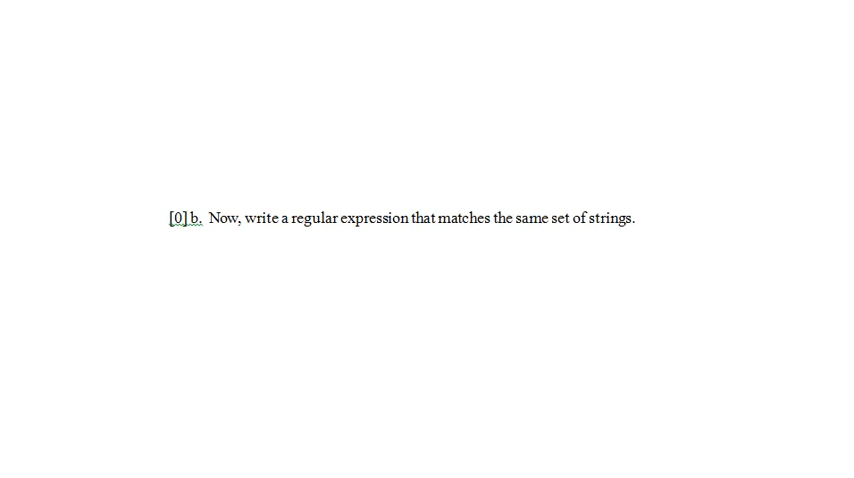 [0]b. Now, write a regular expression that matches the same set of strings.